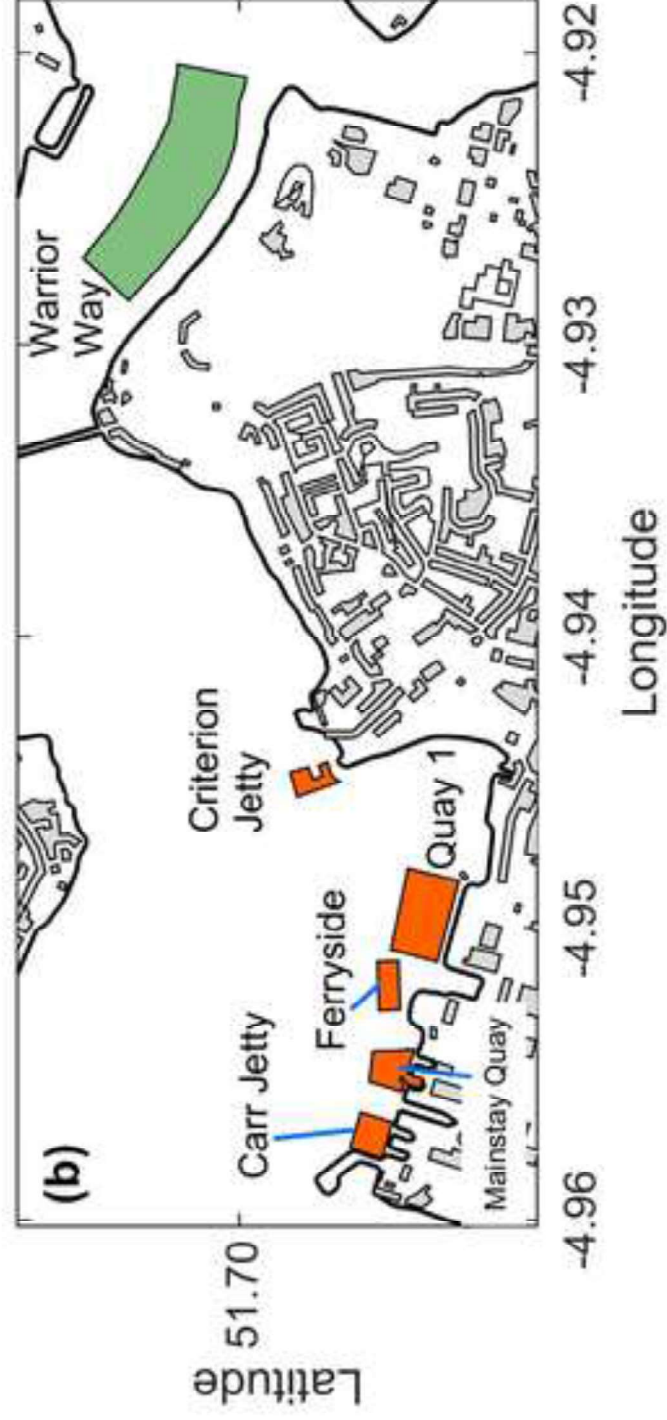 (b)
Warrior
Way
Criterion
Jetty
Carr Jetty
Ferryside
Quay 1
Mainstay Quay
51.70
Latitude
-4.96
-4.95
-4.94
-4.93
-4.92
Longitude